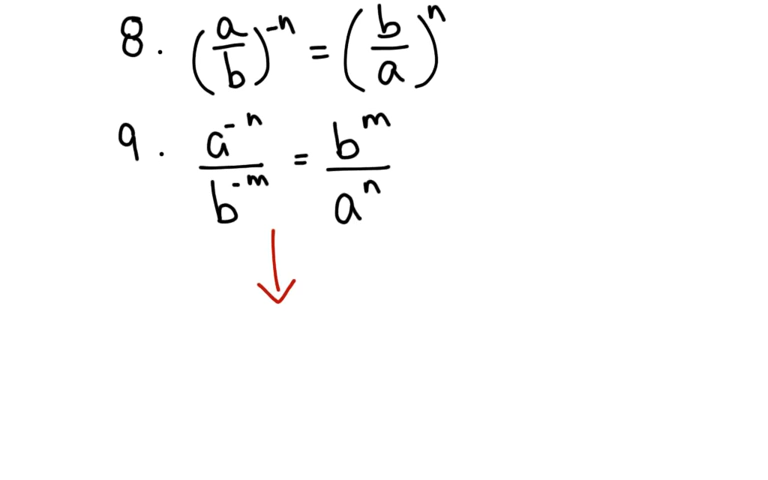 8. (a/b)^-n = (b/a)^n
9. a^-n/b^-m = b^m/a^n